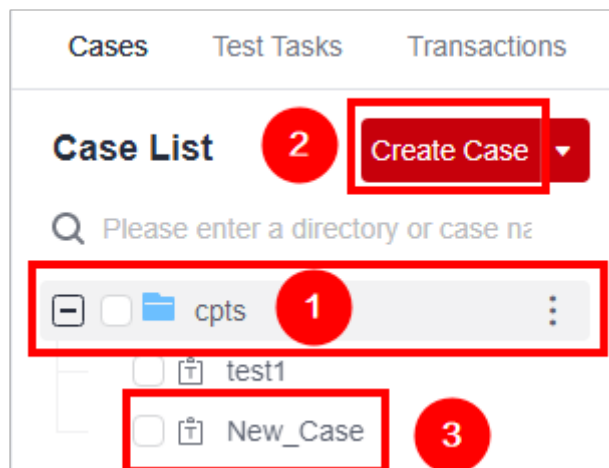 Cases Test Tasks Transactions
Case List 2 Create Case
Please enter a directory or case na
cpts 1
test1
New_Case 3